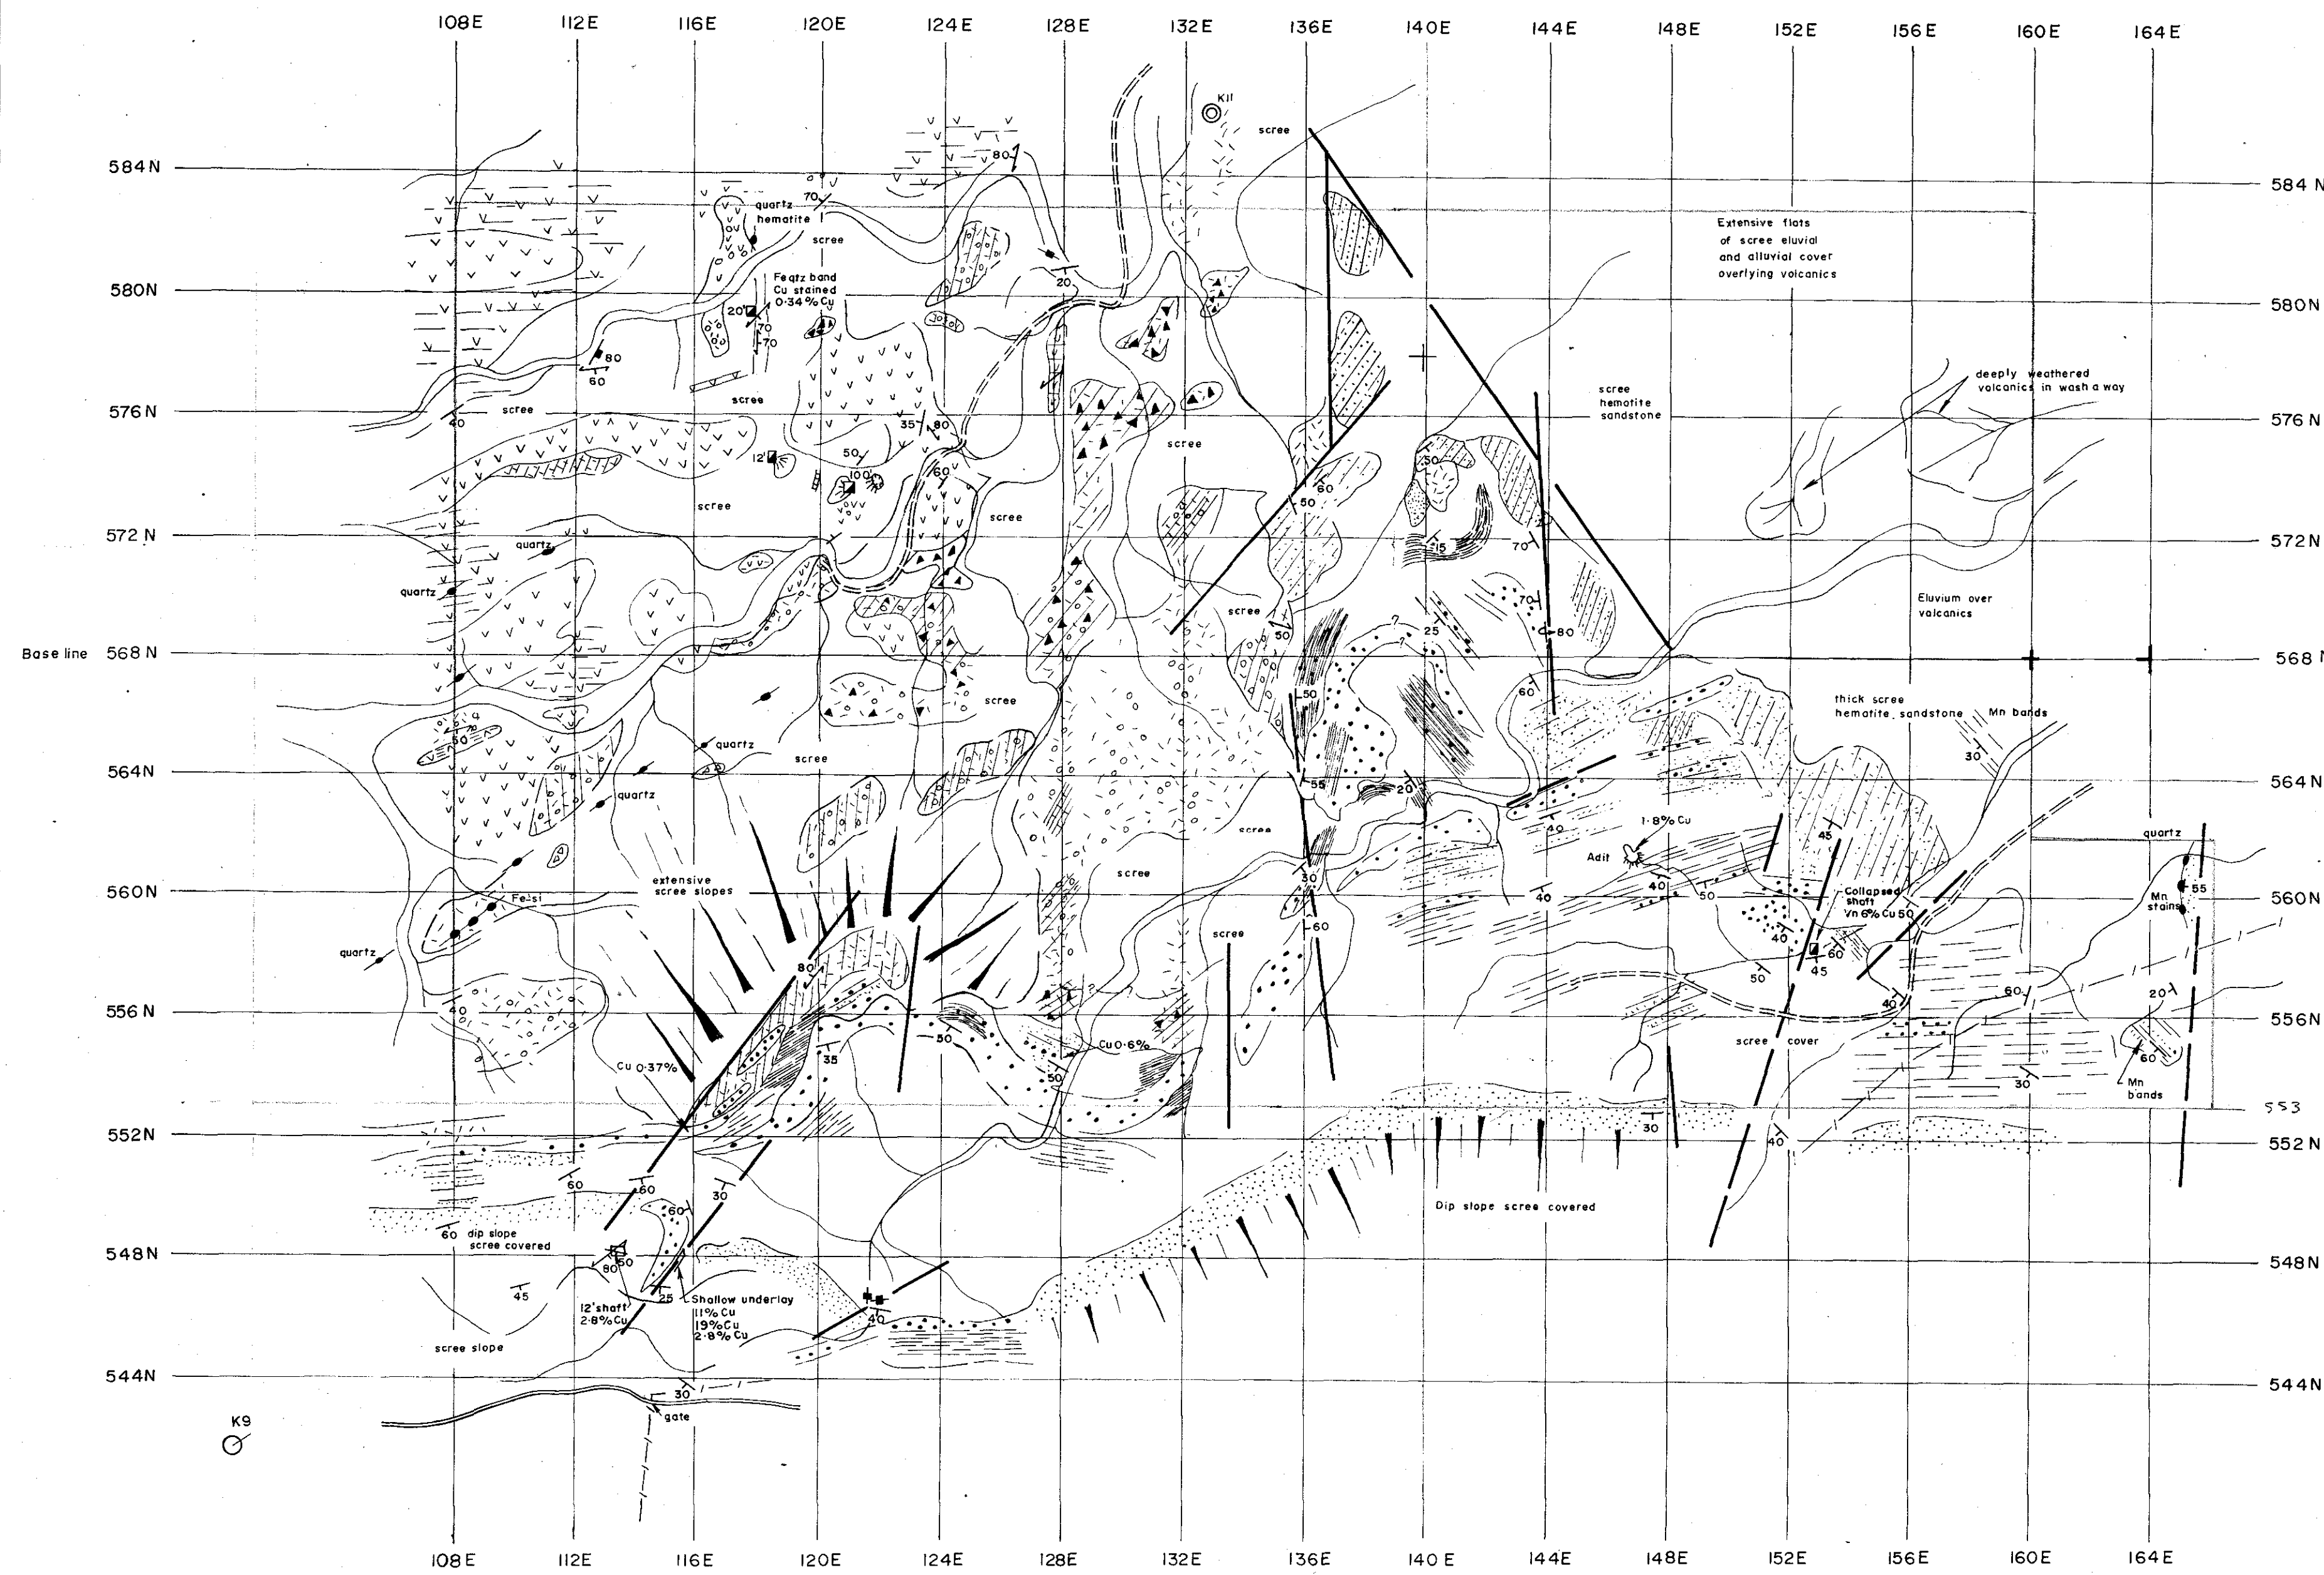 108E 112E 116E 120E 124E 128E 132E 136E 140E 144E 148E 152E 156E 160E 164E
K11
scree
80
584N
584 N
70
quartz
hematite
scree
Extensive flats
of scree eluvial
and alluvial cover
overlying volcanics
Feqtz band
Cu stained
0·34%Cu
20
580N
580N
20'
70
70
80
60
deeply weathered
volcanics in wash a way
scree
hematite
sandstone
scree
scree
576N
576N
40
35
80
scree
12'
50
100'
60
50
60
50
scree
scree
572N
572N
quartz
15
70
quartz
70
Eluvium over
volcanics
scree
50
?
?
25
80
Base line 568N
568
50
60
scree
thick scree
hematite sandstone
Mn bands
50
quartz
scree
30
564N
564N
55
20
quartz
40
1·8%Cu
45
scree
quartz
Adit
extensive
scree slopes
scree
30
40
40
50
Collapsed
shaft
Vn 6%Cu 50
55
Mn
stains
560N
560N
Fe-si
scree
60
40
60
45
quartz
80
50
?
60
20
40
556N
556N
40
50
35
Cu 0·6%
scree cover
50
Cu 0·37%
60
30
Mn
bands
553
552N
552N
30
40
60
60
30
60
Dip slope scree covered
60 dip slope
scree covered
548N
548N
50
80
45
25
12'shaft
2·8%Cu
Shallow underlay
11%Cu
19%Cu
2·8%Cu
40
scree slope
544N
544N
30
gate
K9
108E 112E 116E 120E 124E 128E 132E 136E 140E 144E 148E 152E 156E 160E 164E